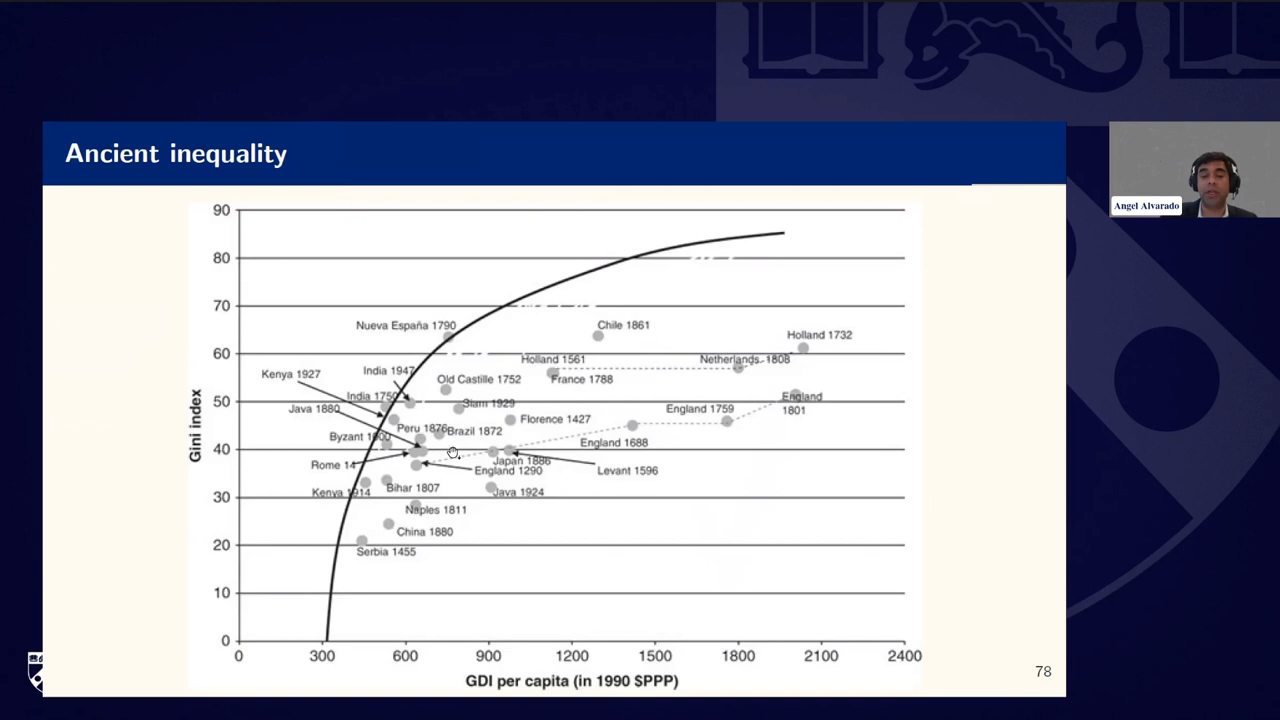 Ancient inequality
Angel Alvarado
90
80
70
60
50
40
30
20
10
0
Gini index
Nueva España 1790
Chile 1861
Holland 1732
Holland 1561
Netherlands 1808
India 1947
Kenya 1927
Old Castille 1752
France 1788
India 1750
Siam 1929
England 1801
Java 1880
England 1759
Florence 1427
Peru 1876
Brazil 1872
Byzant 1000
England 1688
Japan 1886
Rome 14
England 1290
Levant 1596
Kenya 1914
Bihar 1807
Java 1924
Naples 1811
China 1880
Serbia 1455
0 300 600 900 1200 1500 1800 2100 2400
GDI per capita (in 1990 $PPP)
78